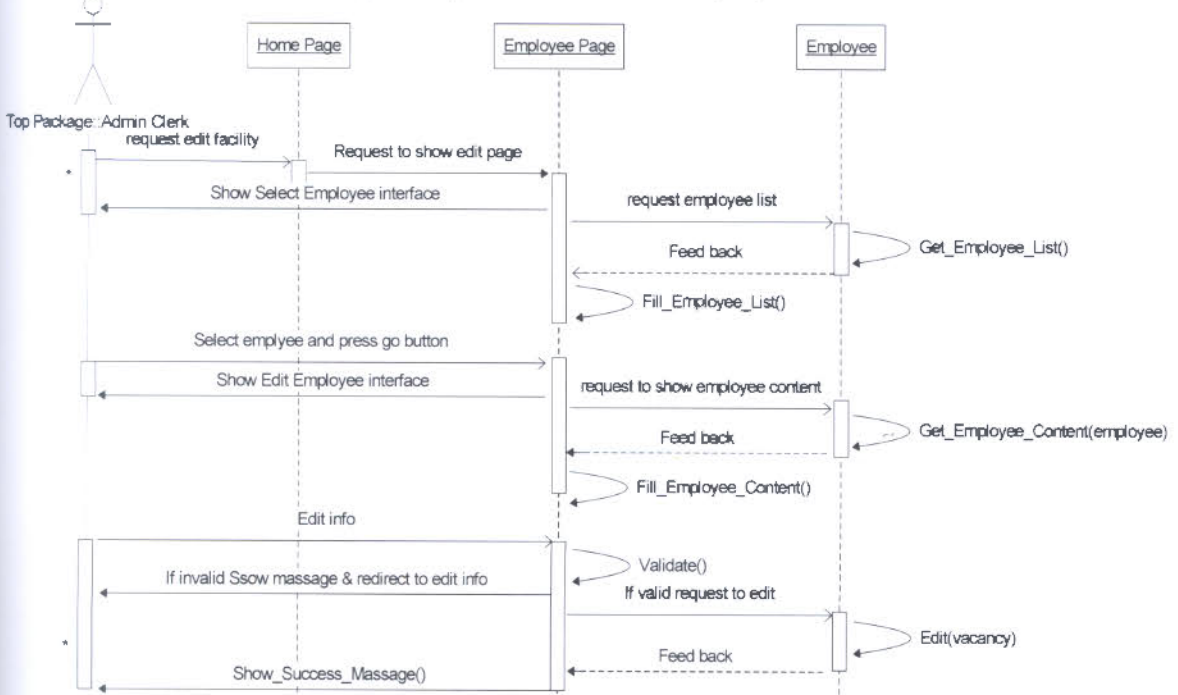 Home Page
Employee Page
Employee
Top Package::Admin Clerk
request edit facility
Request to show edit page
*
Show Select Employee interface
request employee list
Get_Employee_List()
Feed back
Fill_Employee_List()
Select emplyee and press go button
Show Edit Employee interface
request to show employee content
Get_Employee_Content(employee)
Feed back
Fill_Employee_Content()
Edit info
Validate()
If invalid Ssow massage & redirect to edit info
If valid request to edit
Edit(vacancy)
*
Feed back
Show_Success_Massage()